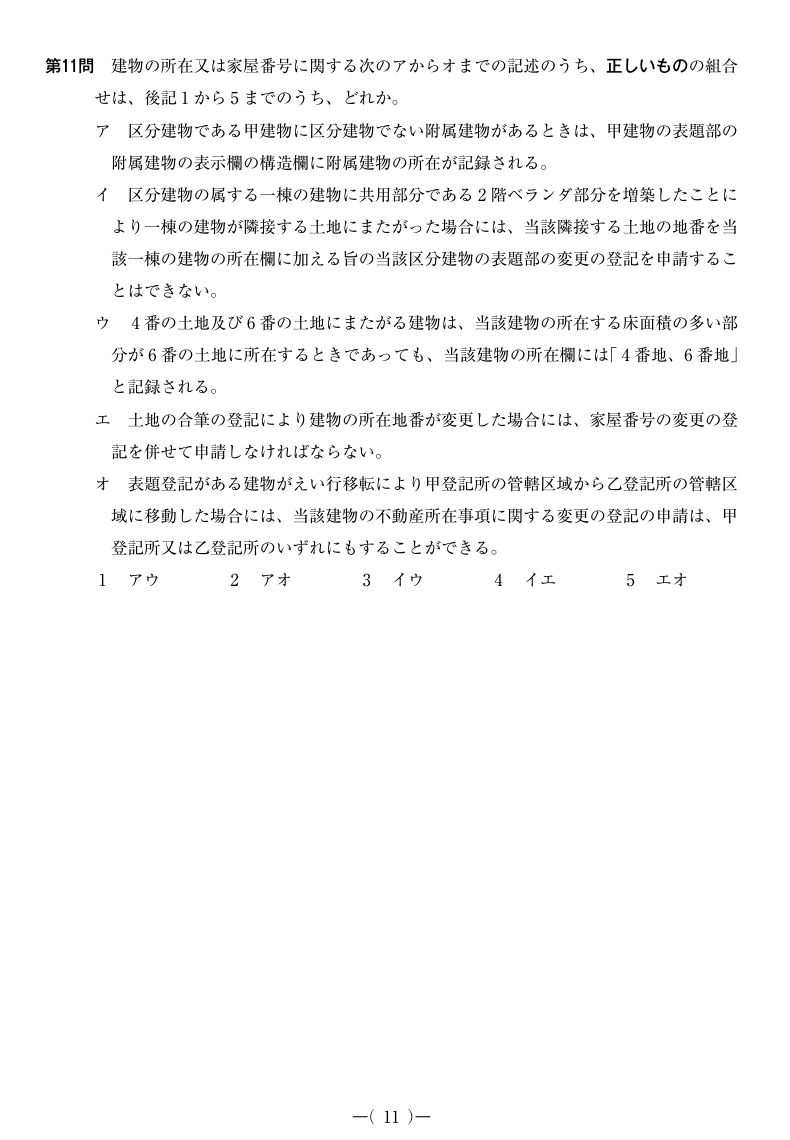 第11問　建物の所在又は家屋番号に関する次のアからオまでの記述のうち、正しいものの組合
せは、後記１から５までのうち、どれか。
ア　区分建物である甲建物に区分建物でない附属建物があるときは、甲建物の表題部の
附属建物の表示欄の構造欄に附属建物の所在が記録される。
イ　区分建物の属する一棟の建物に共用部分である２階ベランダ部分を増築したことに
より一棟の建物が隣接する土地にまたがった場合には、当該隣接する土地の地番を当
該一棟の建物の所在欄に加える旨の当該区分建物の表題部の変更の登記を申請するこ
とはできない。
ウ　４番の土地及び６番の土地にまたがる建物は、当該建物の所在する床面積の多い部
分が６番の土地に所在するときであっても、当該建物の所在欄には「４番地、６番地」
と記録される。
エ　土地の合筆の登記により建物の所在地番が変更した場合には、家屋番号の変更の登
記を併せて申請しなければならない。
オ　表題登記がある建物がえい行移転により甲登記所の管轄区域から乙登記所の管轄区
域に移動した場合には、当該建物の不動産所在事項に関する変更の登記の申請は、甲
登記所又は乙登記所のいずれにもすることができる。
１　アウ　　２　アオ　　３　イウ　　４　イエ　　５　エオ
―( 11 )―